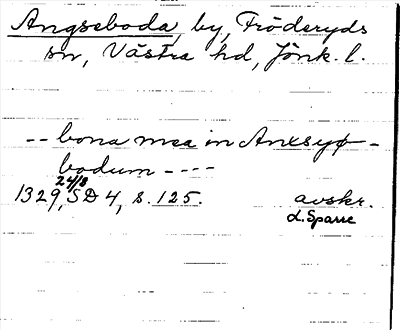 Angseboda, by, Fröderyds
sn, Västra hd, Jönk. l.
-- bona mea in Anxsyø-
bodum ----
24/8
1329, SD 4, s. 125. avskr.
L. Sparre